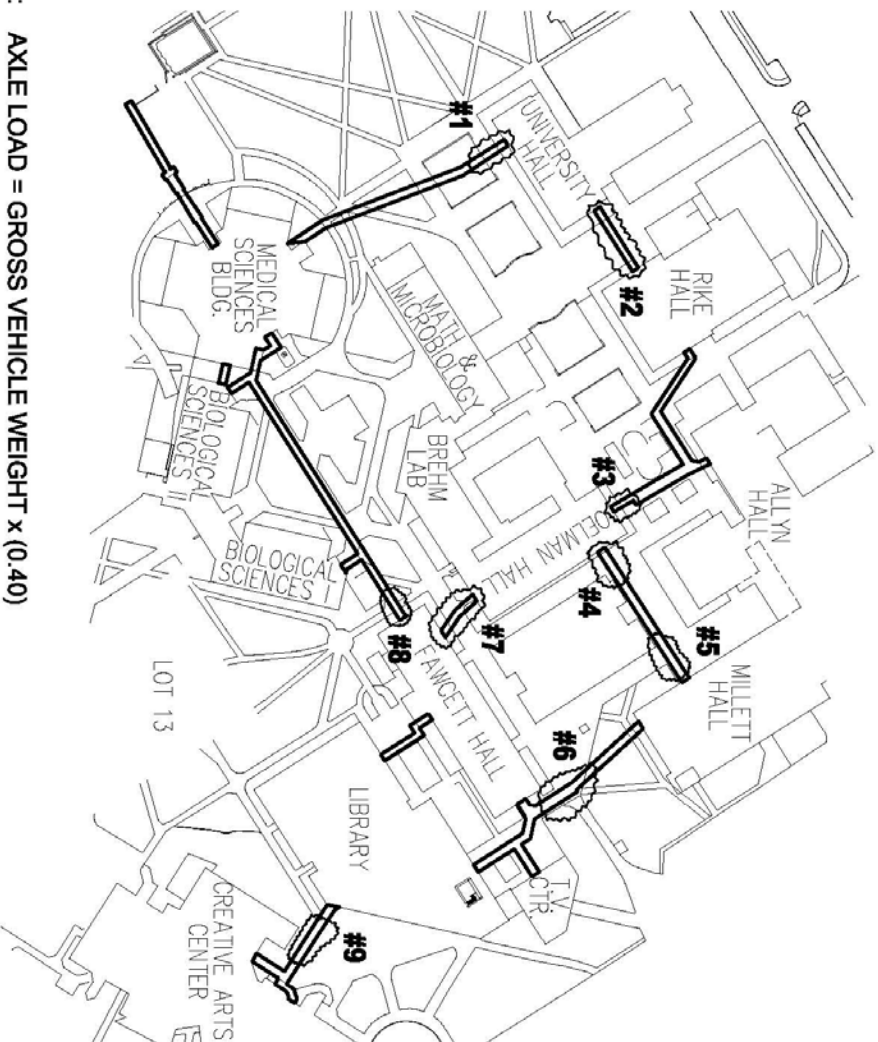 : AXLE LOAD = GROSS VEHICLE WEIGHT x (0.40)
#1
UNIVERSITY
HALL
#2
RIKE
HALL
MEDICAL
SCIENCES
BLDG.
MATH &
MICROBIOLOGY
BIOLOGICAL
SCIENCES
BREHM
LAB
#3
ALLYN
HALL
OELMAN HALL
BIOLOGICAL
SCIENCES I
#4
#5
#7
#8
MILLETT
HALL
FAWCETT HALL
LOT 13
#6
LIBRARY
T.V.
CTR.
#9
CREATIVE ARTS
CENTER